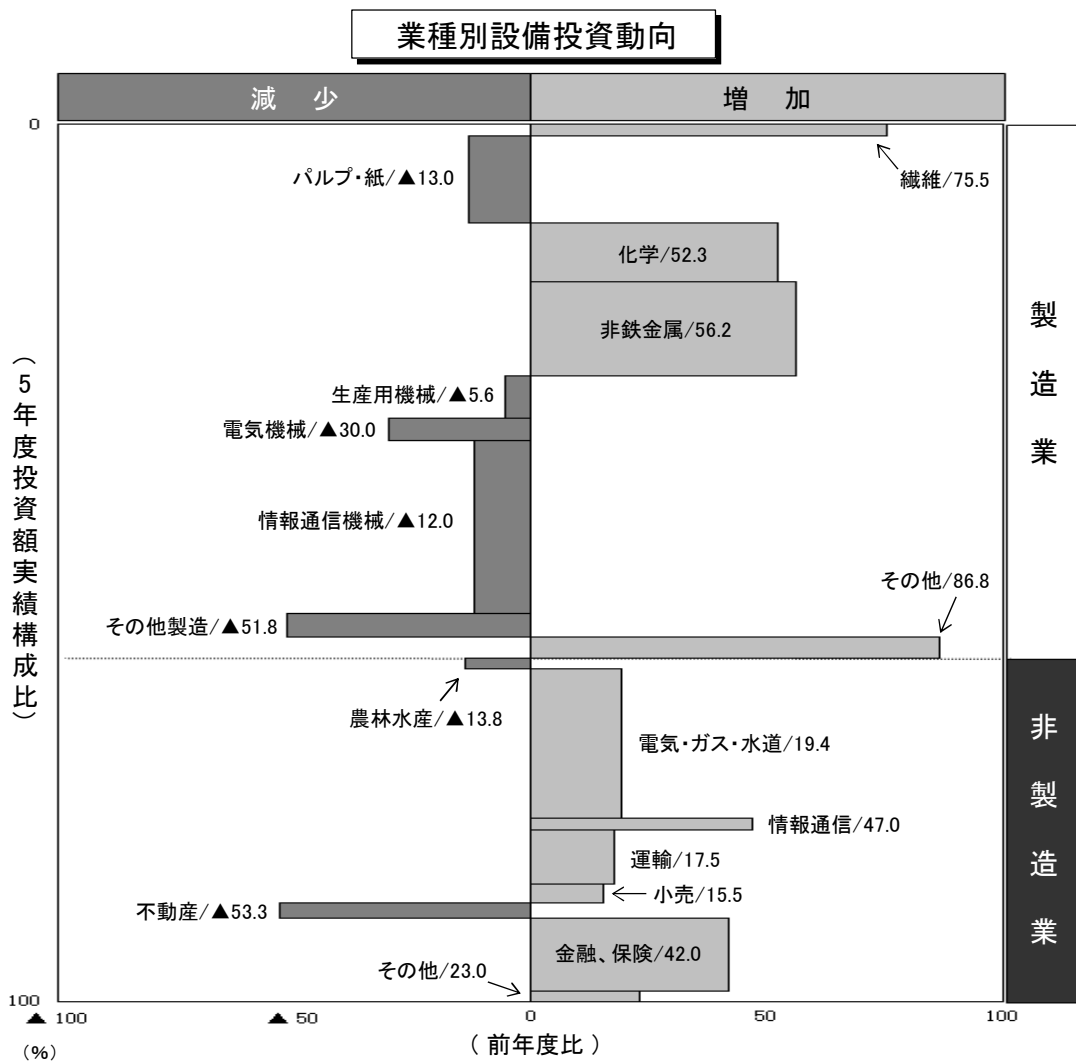 業種別設備投資動向
減 少
増 加
0
パルプ・紙/▲13.0
繊維/75.5
化学/52.3
非鉄金属/56.2
生産用機械/▲5.6
電気機械/▲30.0
情報通信機械/▲12.0
その他/86.8
その他製造/▲51.8
農林水産/▲13.8
電気・ガス・水道/19.4
情報通信/47.0
運輸/17.5
小売/15.5
不動産/▲53.3
金融、保険/42.0
その他/23.0
100
▲ 100
▲ 50
0
50
100
(%)
( 前年度比 )
(5年度投資額実績構成比)
製造業
非製造業